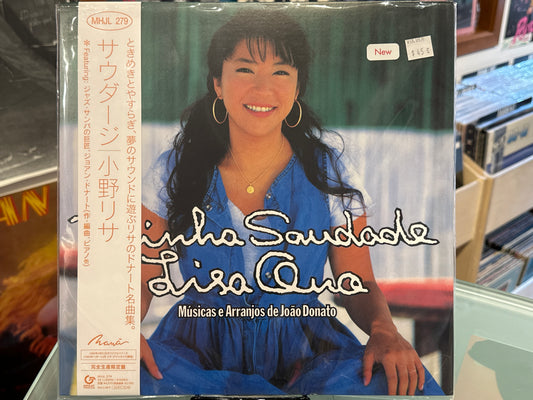 MHJL 279
サウダージ｜小野リサ
ときめきとやすらぎ、夢のサウンドに遊ぶリサのドナート名曲集。
※Featuring: ジャズ・サンバの巨匠、ジョアン・ドナート(作・編曲、ピアノ他)
完全生産限定盤
New
$45
inha Saudade
Lisa Ono
Músicas e Arranjos de João Donato